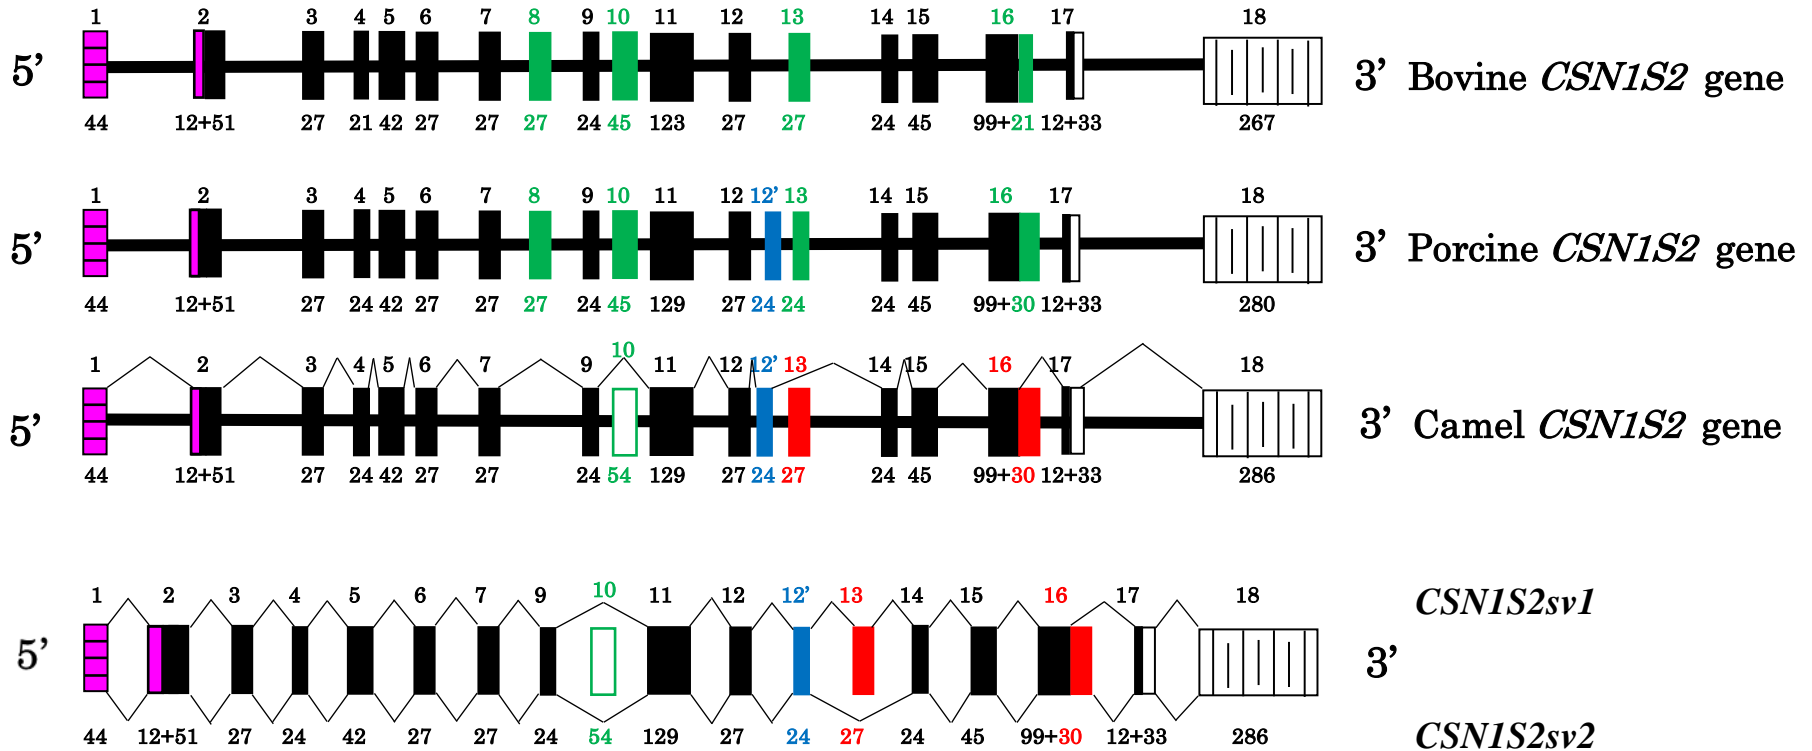 1 2 3 4 5 6 7 8 9 10 11 12 13 14 15 16 17 18
5’ 3’ Bovine CSN1S2 gene
44 12+51 27 21 42 27 27 27 24 45 123 27 27 24 45 99+21 12+33 267
1 2 3 4 5 6 7 8 9 10 11 12 12’ 13 14 15 16 17 18
5’ 3’ Porcine CSN1S2 gene
44 12+51 27 24 42 27 27 27 24 45 129 27 24 24 24 45 99+30 12+33 280
1 2 3 4 5 6 7 9 10 11 12 12’ 13 14 15 16 17 18
5’ 3’ Camel CSN1S2 gene
44 12+51 27 24 42 27 27 24 54 129 27 24 27 24 45 99+30 12+33 286
1 2 3 4 5 6 7 9 10 11 12 12’ 13 14 15 16 17 18 CSN1S2sv1
5’ 3’
44 12+51 27 24 42 27 27 24 54 129 27 24 27 24 45 99+30 12+33 286 CSN1S2sv2